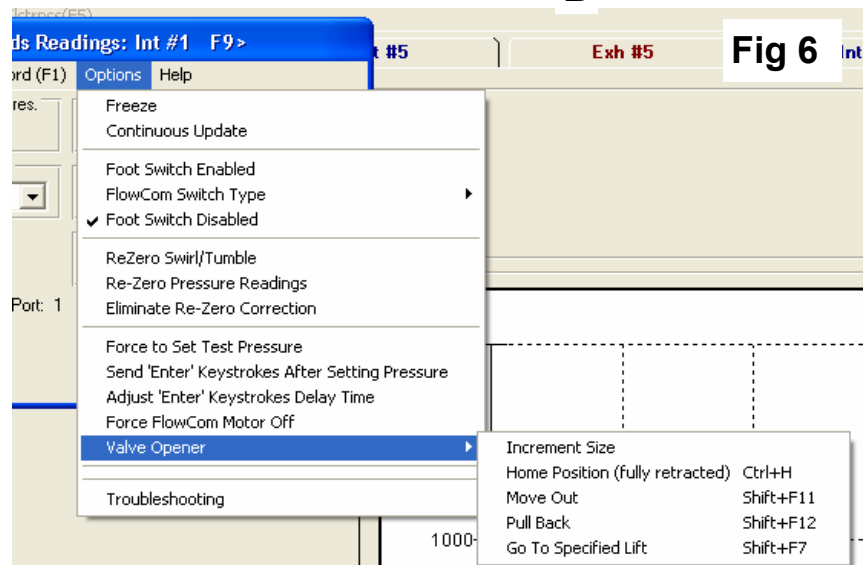 ds Readings: Int #1 F9>
t #5
Exh #5
Fig 6
Int
ord (F1) Options Help
res.
Freeze
Continuous Update
Foot Switch Enabled
FlowCom Switch Type
Foot Switch Disabled
ReZero Swirl/Tumble
Re-Zero Pressure Readings
Port: 1
Eliminate Re-Zero Correction
Force to Set Test Pressure
Send 'Enter' Keystrokes After Setting Pressure
Adjust 'Enter' Keystrokes Delay Time
Force FlowCom Motor Off
Valve Opener
Troubleshooting
Increment Size
Home Position (fully retracted) Ctrl+H
Move Out Shift+F11
Pull Back Shift+F12
Go To Specified Lift Shift+F7
1000